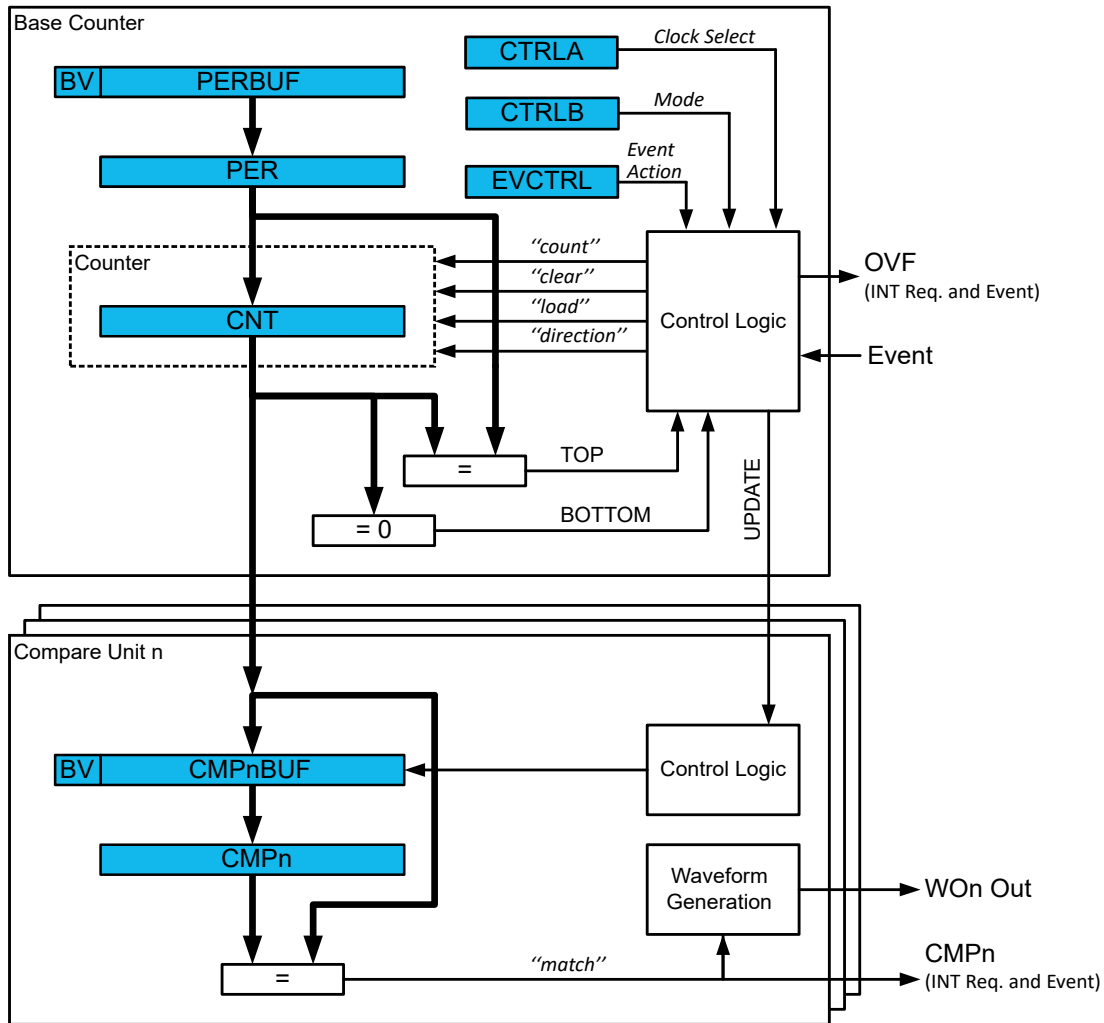 Base Counter
CTRLA
Clock Select
BV
PERBUF
CTRLB
Mode
PER
EVCTRL
Event
Action
Counter
CNT
“count”
“clear”
“load”
“direction”
Control Logic
OVF
(INT Req. and Event)
Event
=
TOP
= 0
BOTTOM
UPDATE
Compare Unit n
BV
CMPnBUF
Control Logic
CMPn
Waveform
Generation
WOn Out
=
“match”
CMPn
(INT Req. and Event)